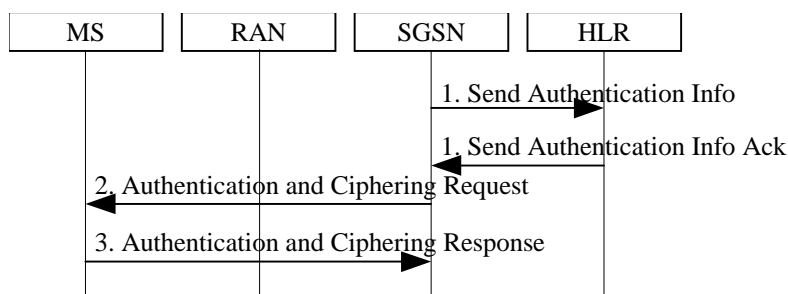 MS RAN SGSN HLR
1. Send Authentication Info
1. Send Authentication Info Ack
2. Authentication and Ciphering Request
3. Authentication and Ciphering Response